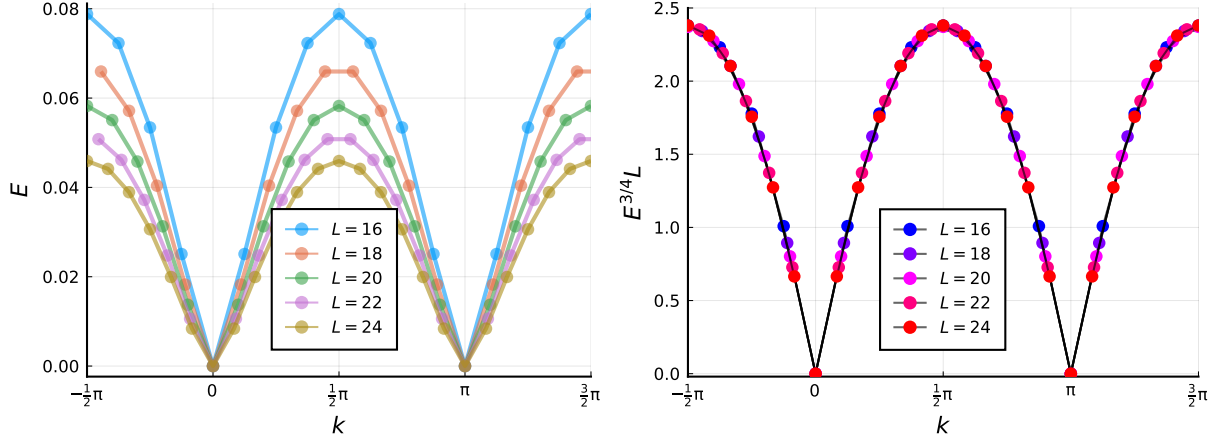 0.08
0.06
0.04
0.02
0.00
E
L = 16
L = 18
L = 20
L = 22
L = 24
−1/2π 0 1/2π π 3/2π
k
2.5
2.0
1.5
1.0
0.5
0.0
E^{3/4}L
L = 16
L = 18
L = 20
L = 22
L = 24
−1/2π 0 1/2π π 3/2π
k